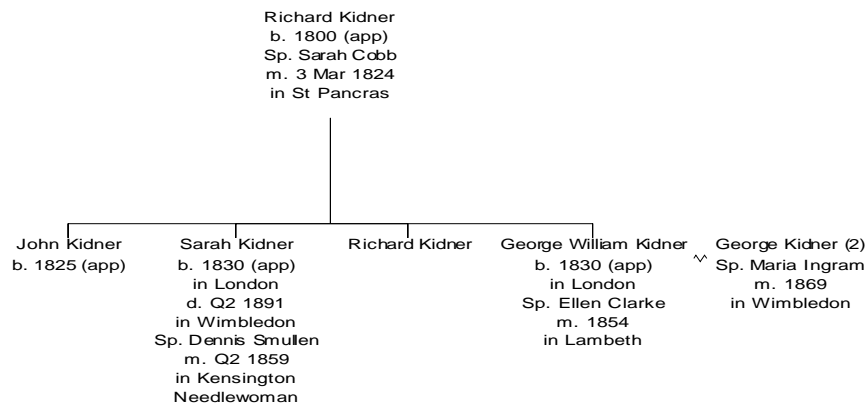 Richard Kidner
b. 1800 (app)
Sp. Sarah Cobb
m. 3 Mar 1824
in St Pancras
John Kidner
b. 1825 (app)
Sarah Kidner
b. 1830 (app)
in London
d. Q2 1891
in Wimbledon
Sp. Dennis Smullen
m. Q2 1859
in Kensington
Needlewoman
Richard Kidner
George William Kidner
b. 1830 (app)
in London
Sp. Ellen Clarke
m. 1854
in Lambeth
George Kidner (2)
Sp. Maria Ingram
m. 1869
in Wimbledon